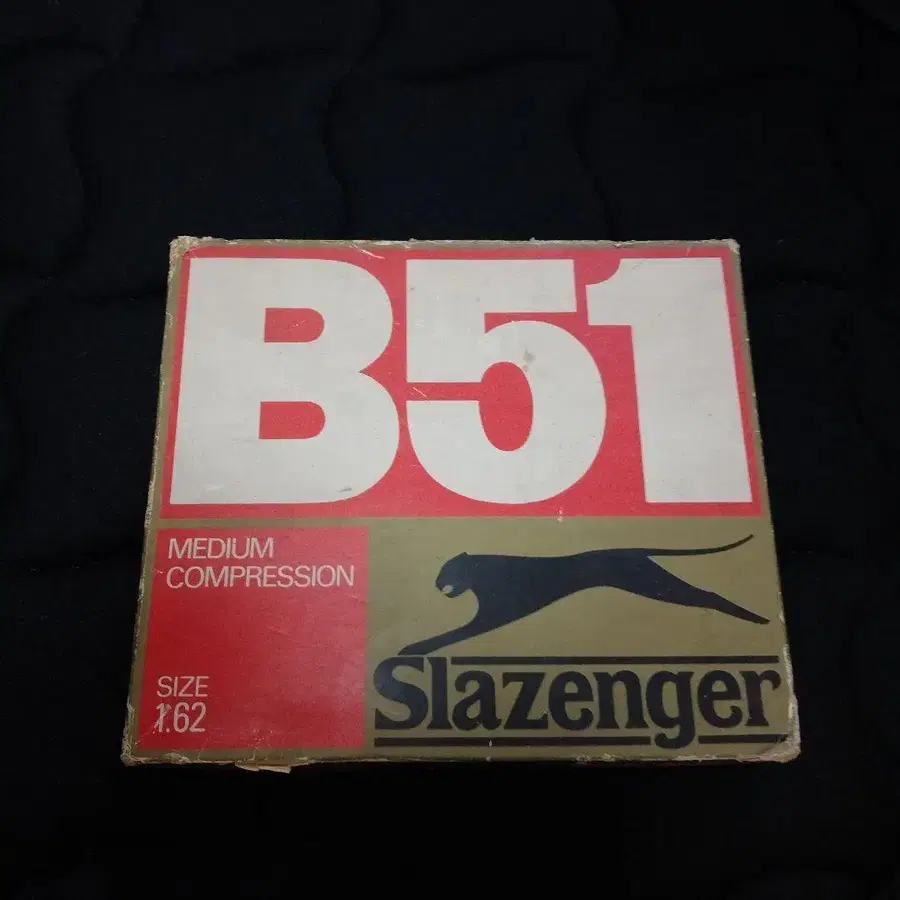 B51
MEDIUM
COMPRESSION
SIZE
1.62
Slazenger